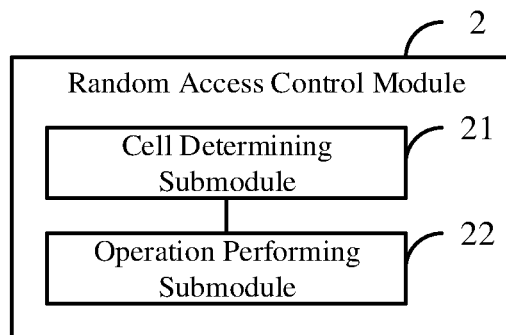 2
Random Access Control Module
21
Cell Determining
Submodule
22
Operation Performing
Submodule